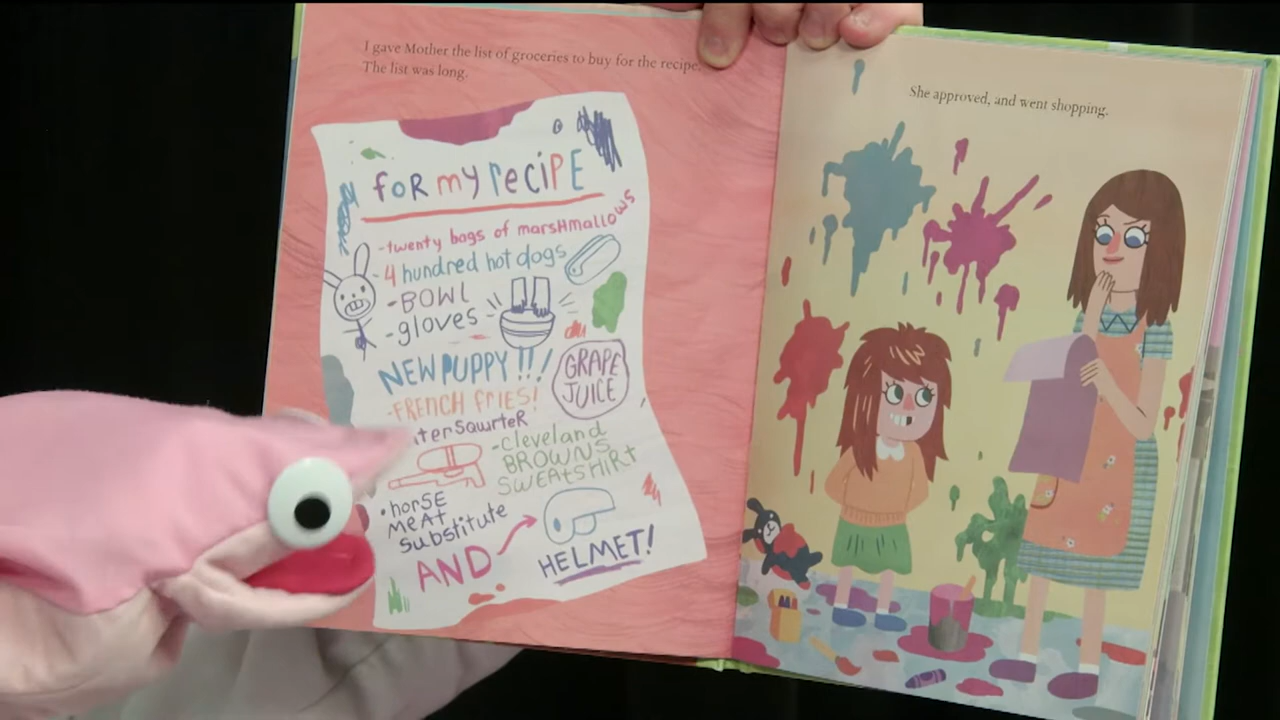 I gave Mother the list of groceries to buy for the recipe.
The list was long.
foR my reciPE
-twenty bags of marsHmallows
-4 hundred hot dogs
-BOWL
-gloves
NEW PUPPY!!!
GRAPE
JUICE
-FRENCH FRIES!
-cleveland
BROWNS
SWEAtSHIRt
•horSE
MEAt
substitute
AND
HELMET!
She approved, and went shopping.